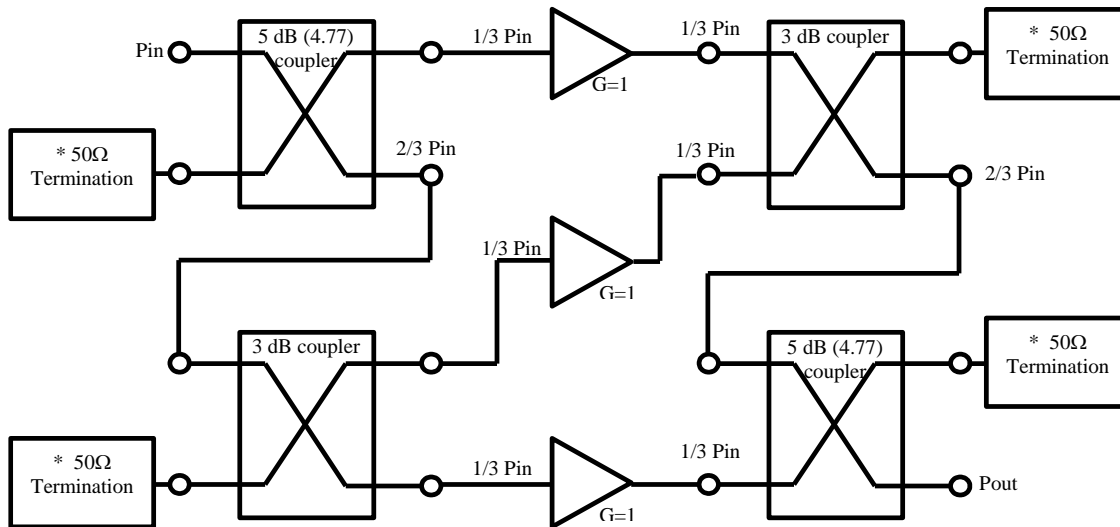 Pin
5 dB (4.77)
coupler
1/3 Pin
G=1
1/3 Pin
3 dB coupler
* 50Ω
Termination
* 50Ω
Termination
2/3 Pin
1/3 Pin
2/3 Pin
1/3 Pin
G=1
3 dB coupler
5 dB (4.77)
coupler
* 50Ω
Termination
* 50Ω
Termination
1/3 Pin
G=1
1/3 Pin
Pout